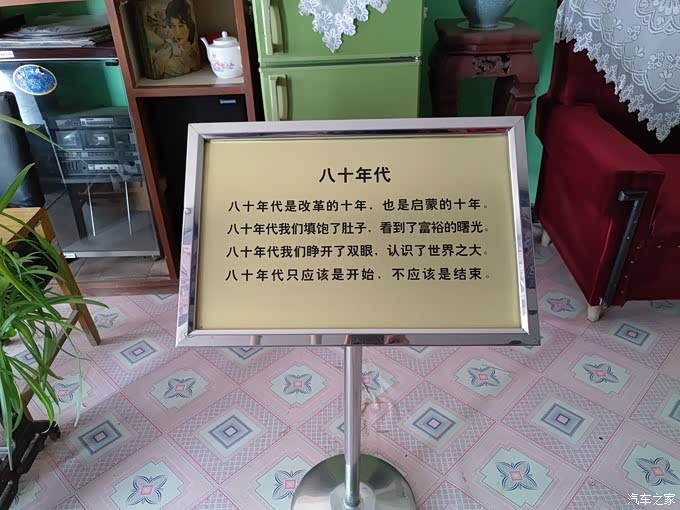 八十年代
八十年代是改革的十年，也是启蒙的十年。
八十年代我们填饱了肚子，看到了富裕的曙光。
八十年代我们睁开了双眼，认识了世界之大。
八十年代只应该是开始，不应该是结束。
汽车之家